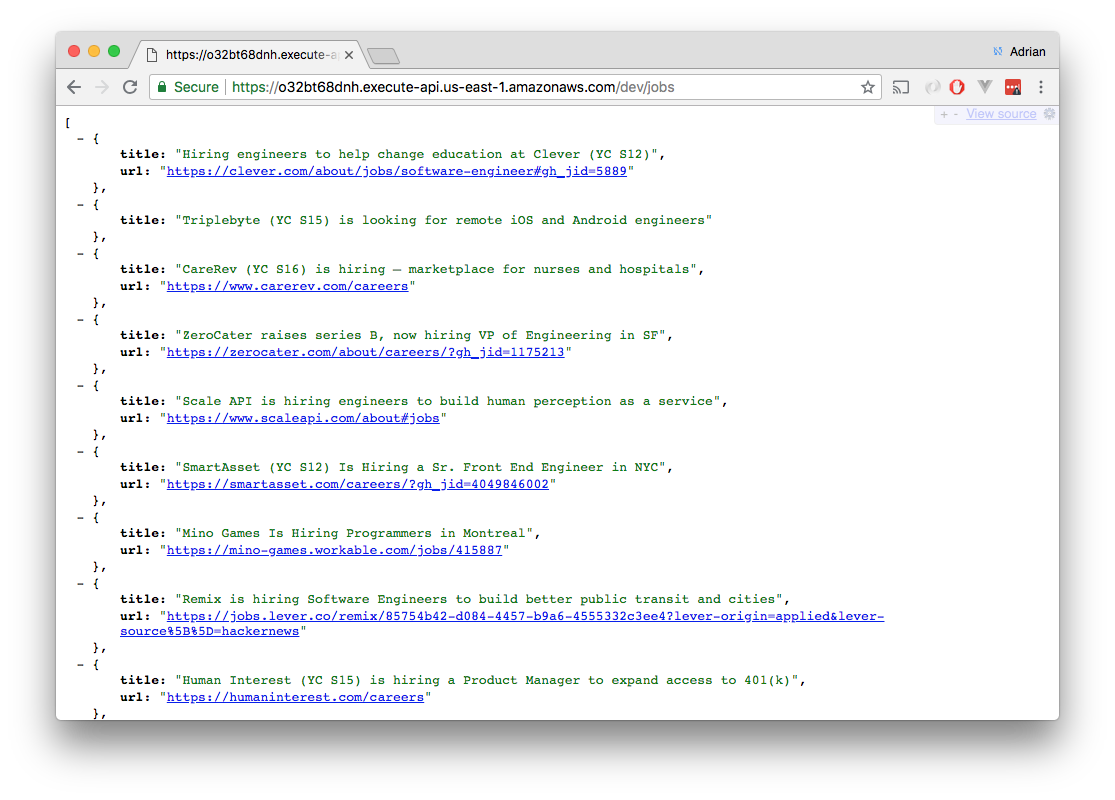 https://o32bt68dnh.execute-a
Adrian
Secure https://o32bt68dnh.execute-api.us-east-1.amazonaws.com/dev/jobs
+ - View source
[
- {
title: "Hiring engineers to help change education at Clever (YC S12)",
url: "https://clever.com/about/jobs/software-engineer#gh_jid=5889"
},
- {
title: "Triplebyte (YC S15) is looking for remote iOS and Android engineers"
},
- {
title: "CareRev (YC S16) is hiring – marketplace for nurses and hospitals",
url: "https://www.carerev.com/careers"
},
- {
title: "ZeroCater raises series B, now hiring VP of Engineering in SF",
url: "https://zerocater.com/about/careers/?gh_jid=1175213"
},
- {
title: "Scale API is hiring engineers to build human perception as a service",
url: "https://www.scaleapi.com/about#jobs"
},
- {
title: "SmartAsset (YC S12) Is Hiring a Sr. Front End Engineer in NYC",
url: "https://smartasset.com/careers/?gh_jid=4049846002"
},
- {
title: "Mino Games Is Hiring Programmers in Montreal",
url: "https://mino-games.workable.com/jobs/415887"
},
- {
title: "Remix is hiring Software Engineers to build better public transit and cities",
url: "https://jobs.lever.co/remix/85754b42-d084-4457-b9a6-4555332c3ee4?lever-origin=applied&lever-
source%5B%5D=hackernews"
},
- {
title: "Human Interest (YC S15) is hiring a Product Manager to expand access to 401(k)",
url: "https://humaninterest.com/careers"
},